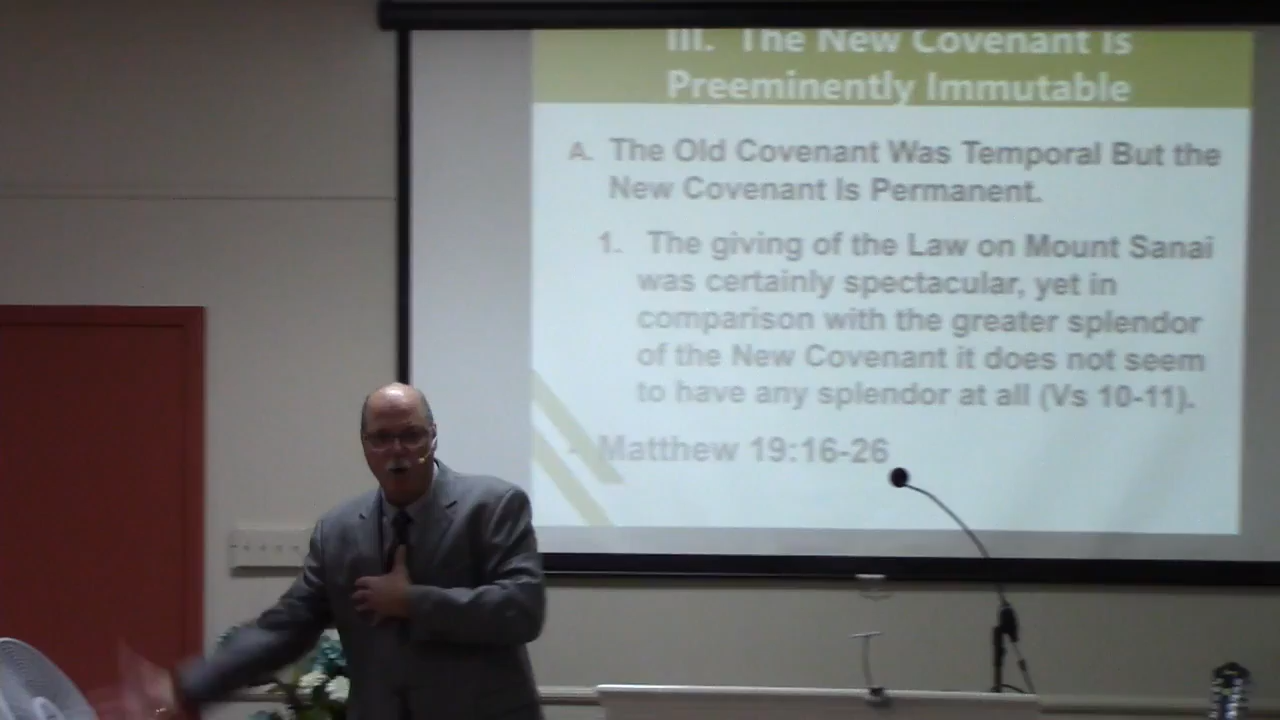 III. The New Covenant Is
Preeminently Immutable
A. The Old Covenant Was Temporal But the
New Covenant Is Permanent.
1. The giving of the Law on Mount Sanai
was certainly spectacular, yet in
comparison with the greater splendor
of the New Covenant it does not seem
to have any splendor at all (Vs 10-11).
- Matthew 19:16-26